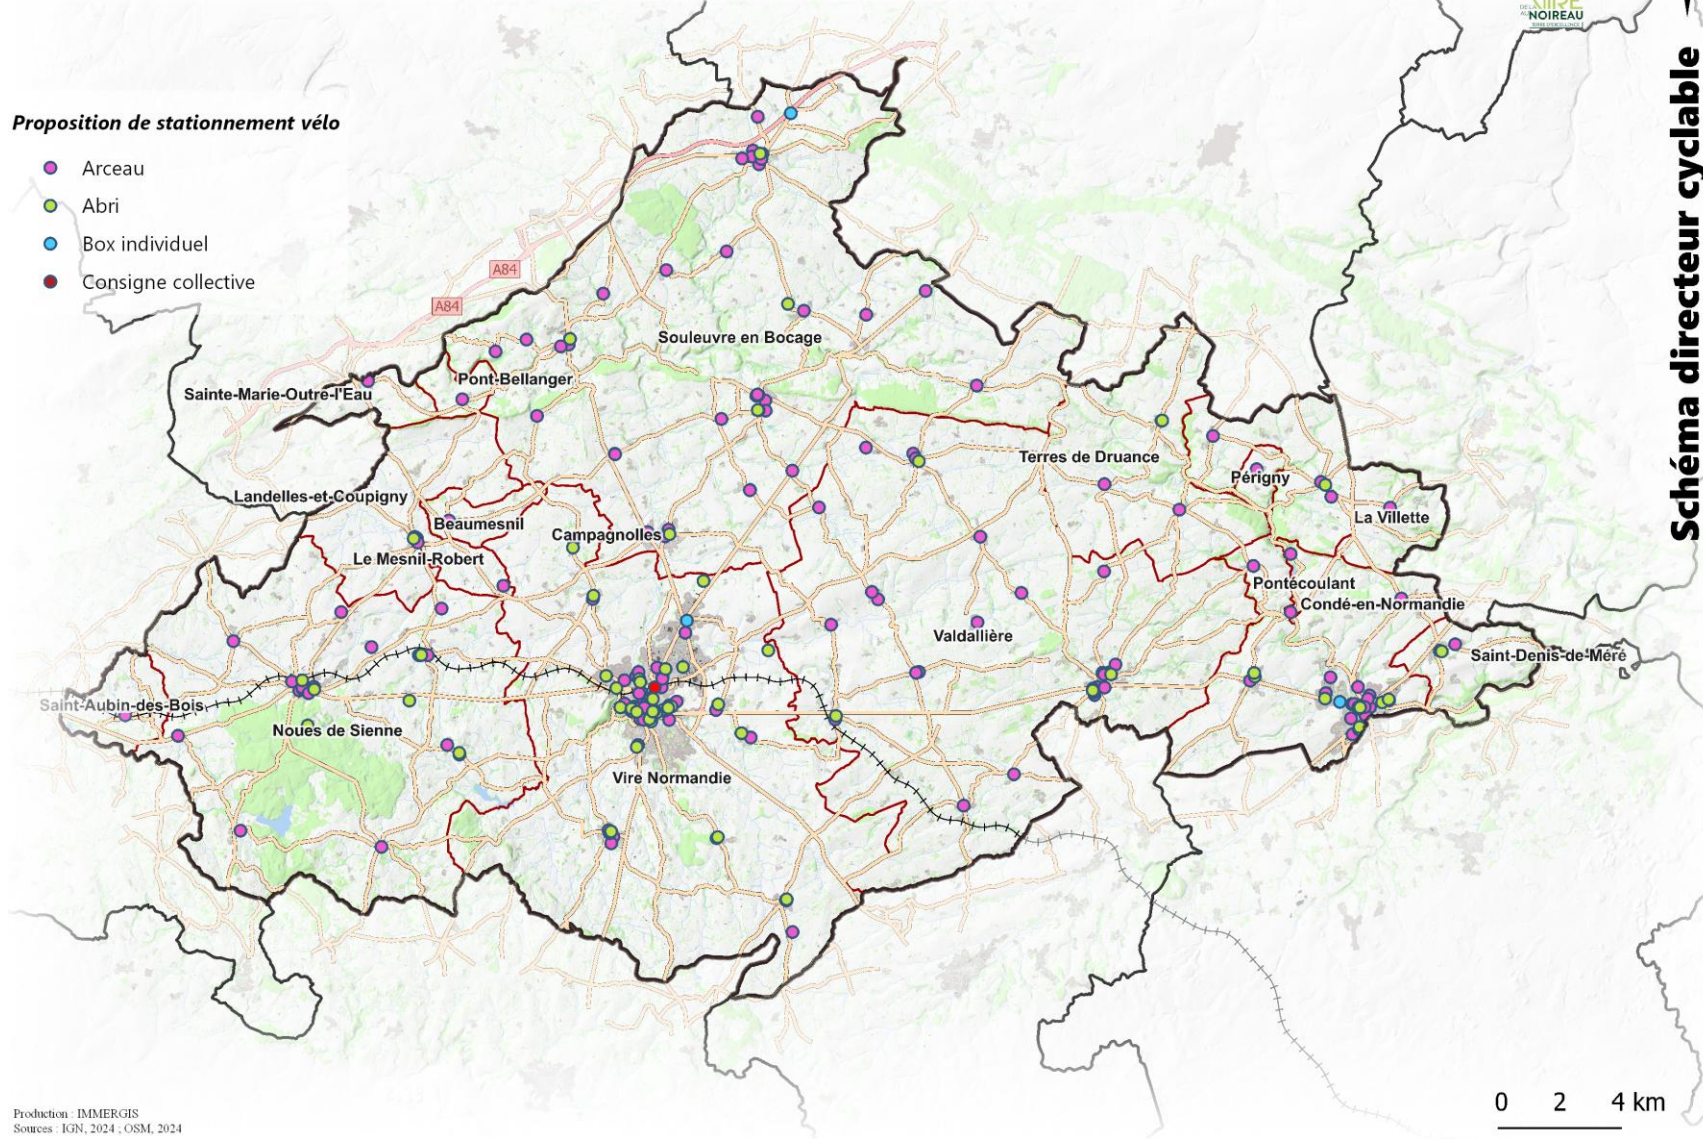 NOIREAU
Schéma directeur cyclable
Proposition de stationnement vélo
Arceau
Abri
Box individuel
Consigne collective
A84
A84
Souleuvre en Bocage
Pont-Bellanger
Sainte-Marie-Outre-l'Eau
Terres de Druance
Périgny
Landelles-et-Coupigny
La Villette
Beaumesnil
Campagnolles
Le Mesnil-Robert
Pontécoulant
Condé-en-Normandie
Valdallière
Saint-Denis-de-Méré
Saint-Aubin-des-Bois
Noues de Sienne
Vire Normandie
0 2 4 km
Production : IMMERGIS
Sources : IGN, 2024 ; OSM, 2024